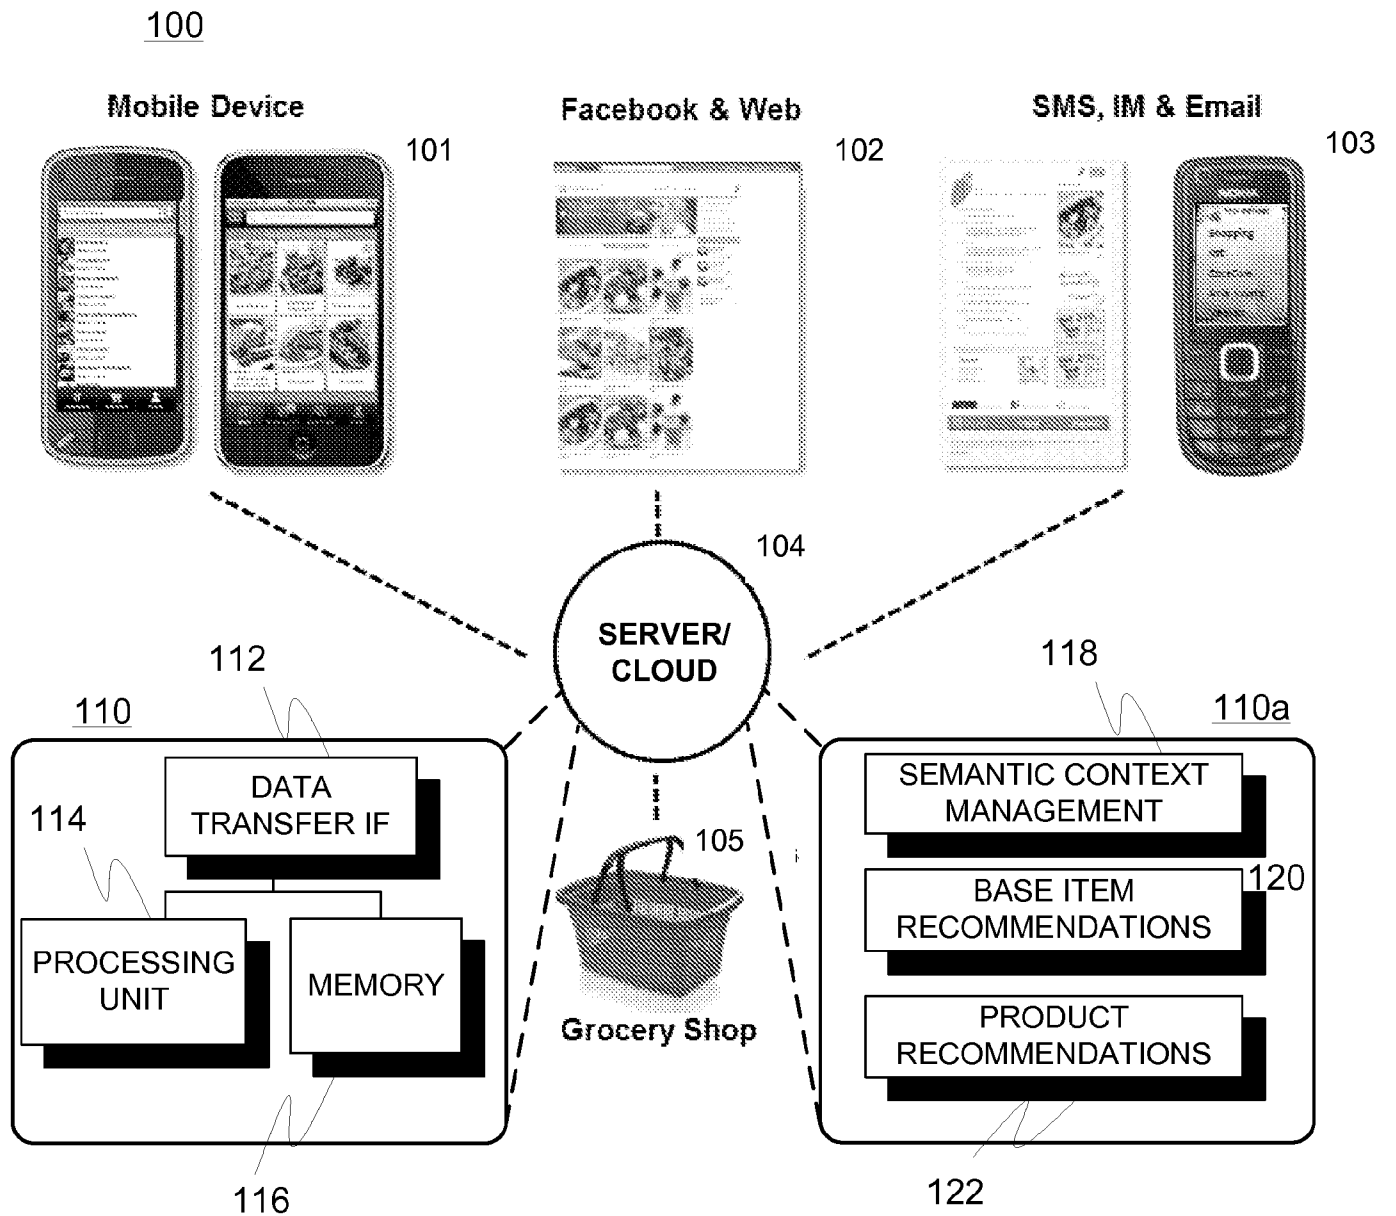 100
Mobile Device
Facebook & Web
SMS, IM & Email
101
102
103
Shopping
104
SERVER/
CLOUD
112
118
110
110a
DATA
TRANSFER IF
SEMANTIC CONTEXT
MANAGEMENT
114
105
120
BASE ITEM
RECOMMENDATIONS
PROCESSING
UNIT
MEMORY
Grocery Shop
PRODUCT
RECOMMENDATIONS
116
122